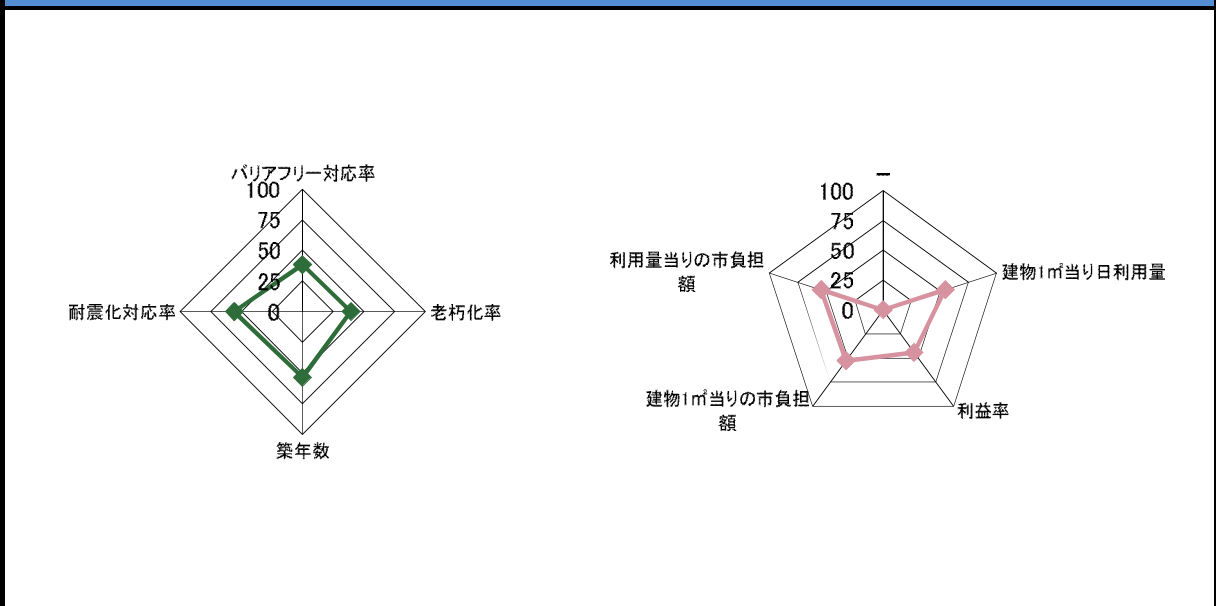 バリアフリー対応率
100
75
50
25
0
耐震化対応率
老朽化率
築年数
ー
100
75
50
25
0
利用量当りの市負担
額
建物1㎡当り日利用量
建物1㎡当りの市負担
額
利益率